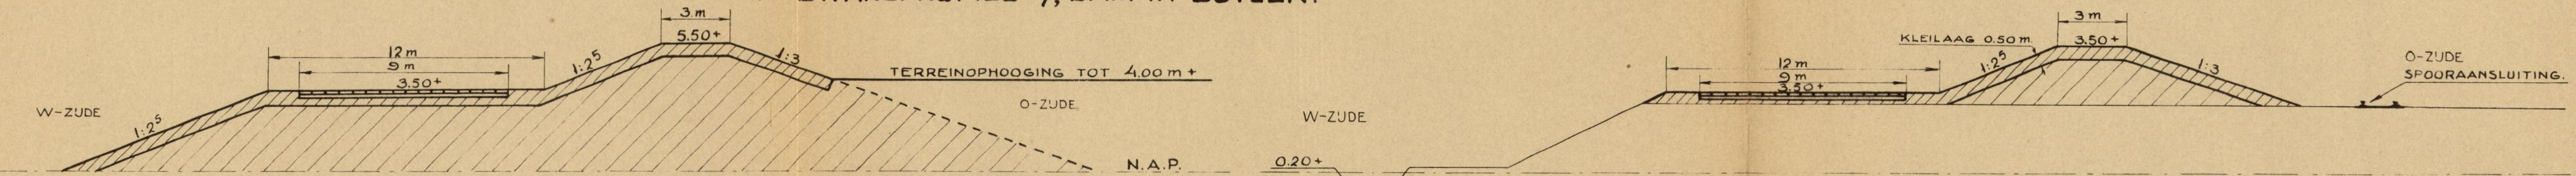 3 m
5.50+
12 m
9 m
3.50+
1:2⁵
1:2⁵
1:3
TERREINOPHOOGING TOT 4.00 m +
W-ZIJDE
O-ZIJDE
N.A.P.
3 m
3.50+
KLEILAAG 0.50 m.
12 m
9 m
3.50+
1:2⁵
1:3
O-ZIJDE
SPOORAANSLUITING.
W-ZIJDE
0.20+